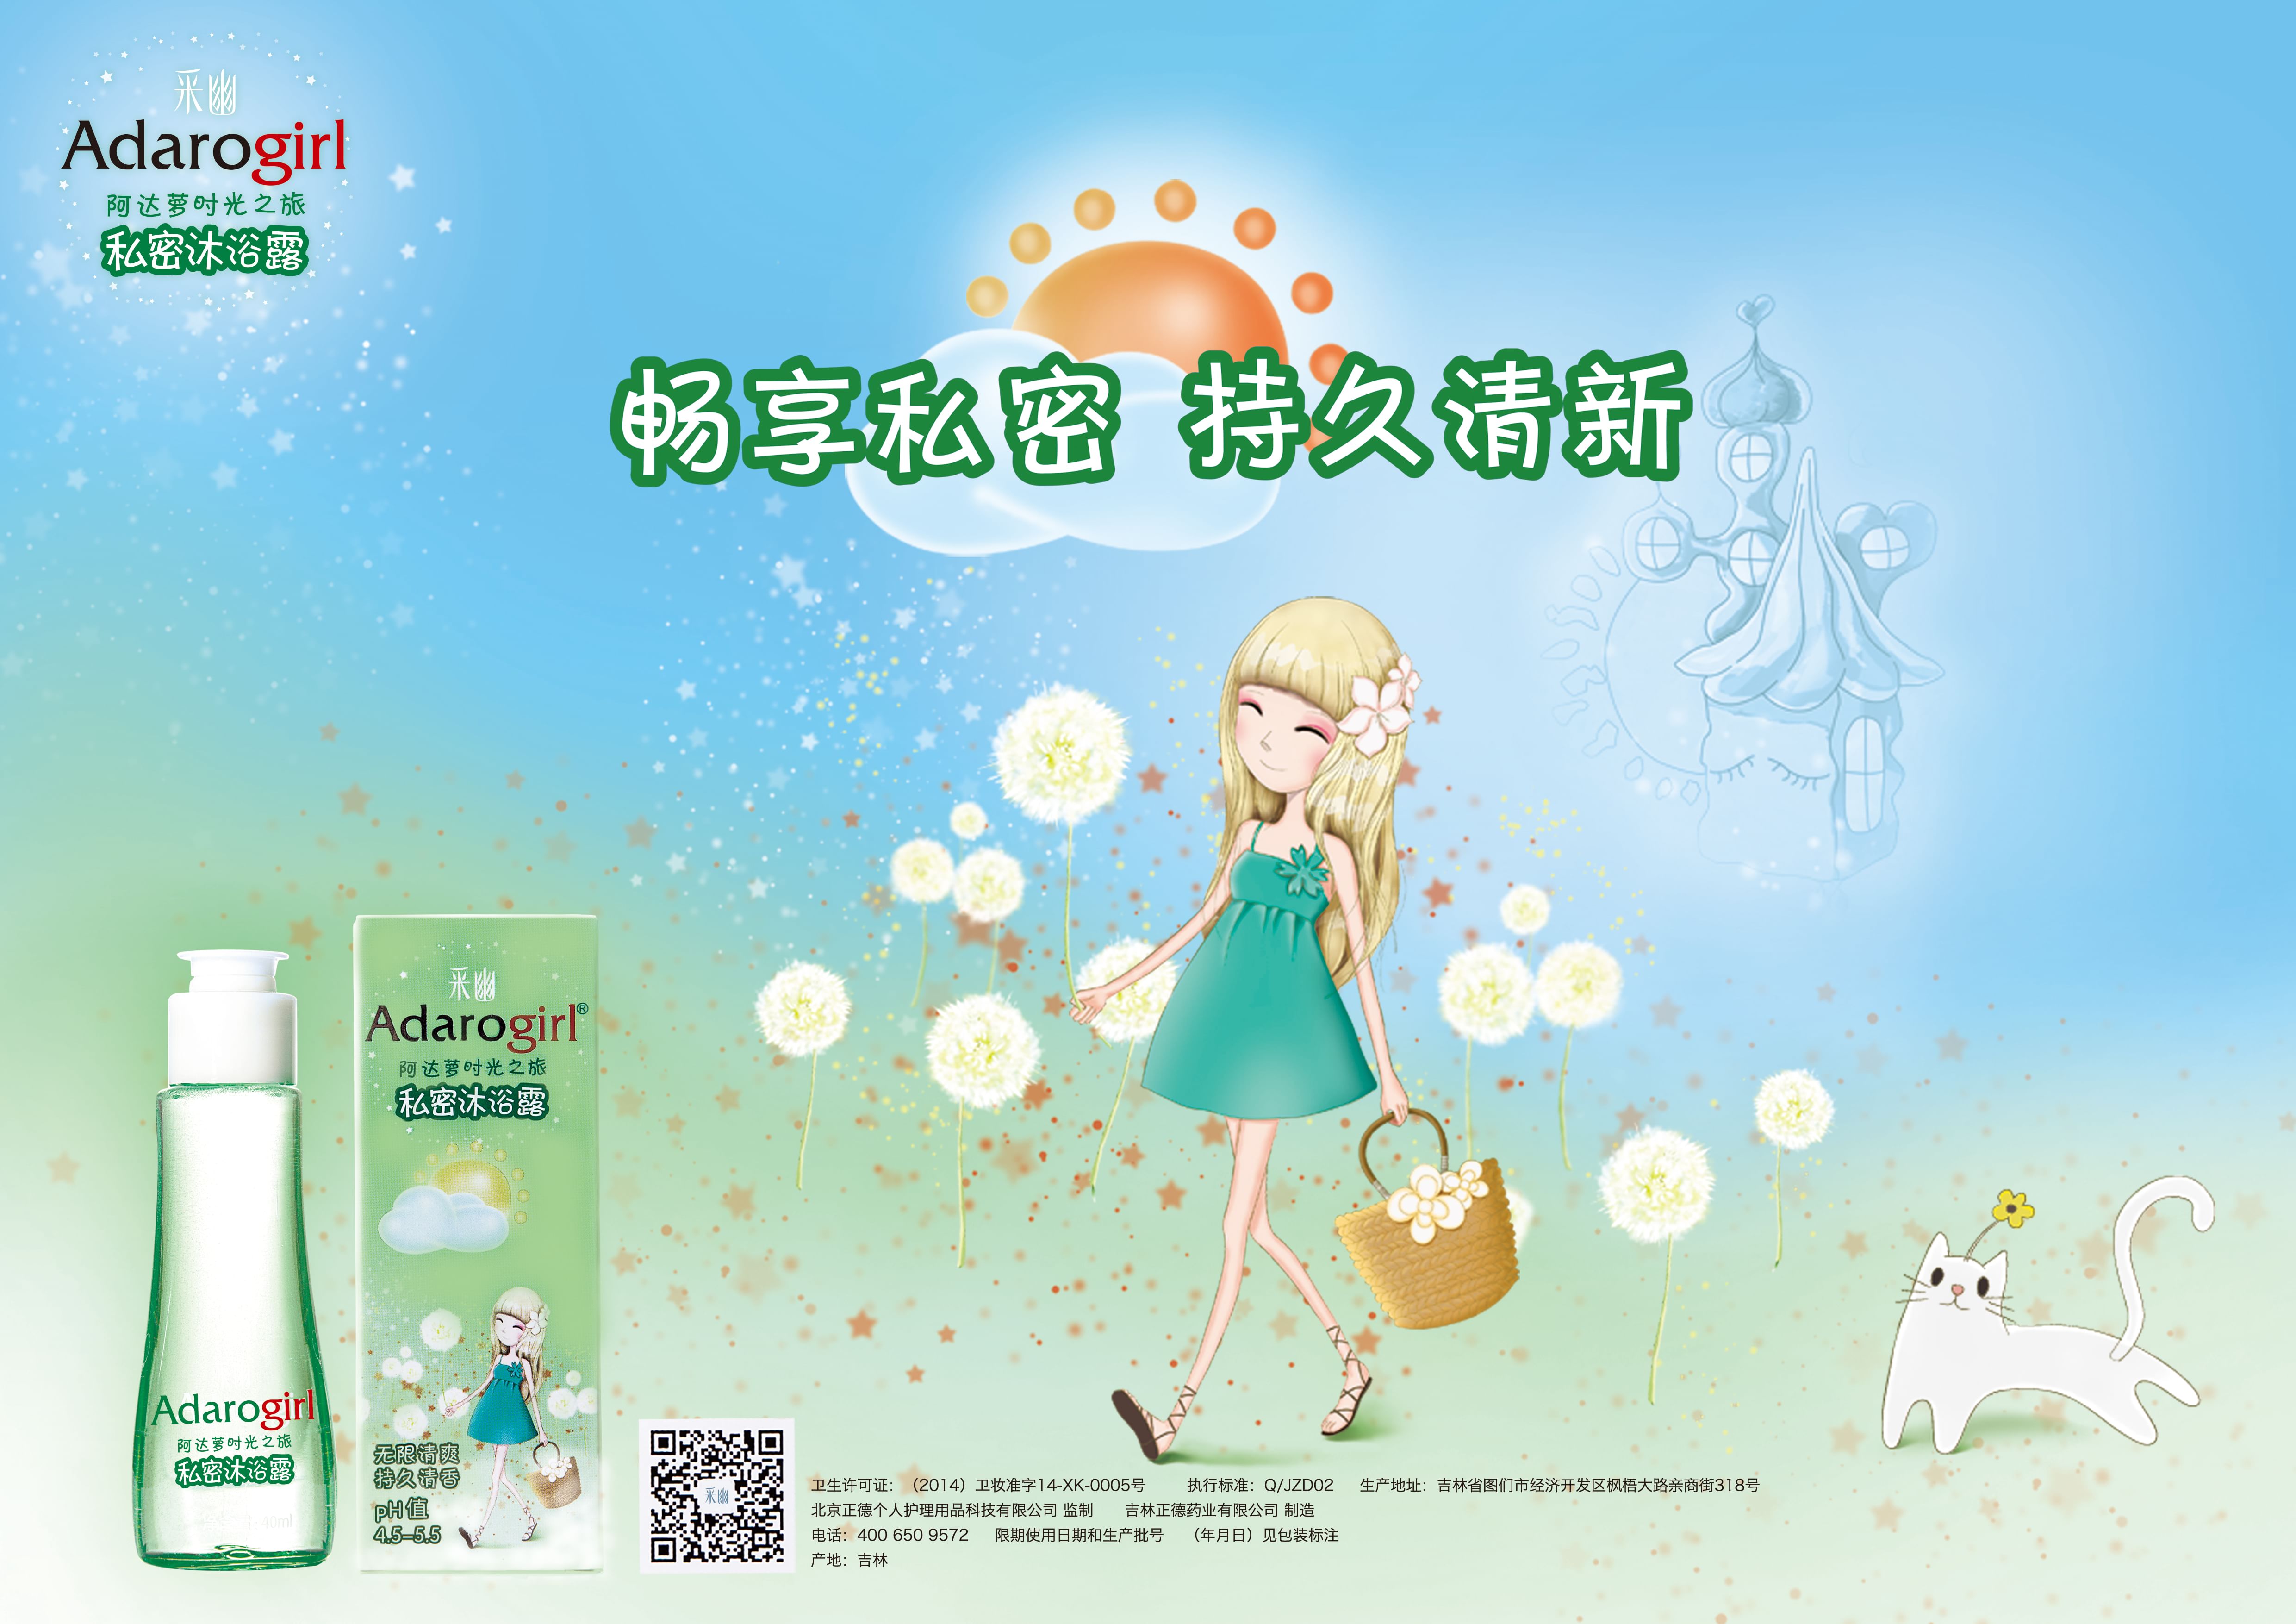 采幽
Adarogirl
阿达萝时光之旅
私密沐浴露
畅享私密 持久清新
采幽
Adarogirl®
阿达萝时光之旅
私密沐浴露
无限清爽
持久清香
pH值
4.5–5.5
Adarogirl
阿达萝时光之旅
私密沐浴露
40ml
采幽
卫生许可证：（2014）卫妆准字14-XK-0005号 执行标准：Q/JZD02 生产地址：吉林省图们市经济开发区枫梧大路亲商街318号
北京正德个人护理用品科技有限公司 监制 吉林正德药业有限公司 制造
电话：400 650 9572 限期使用日期和生产批号 （年月日）见包装标注
产地：吉林